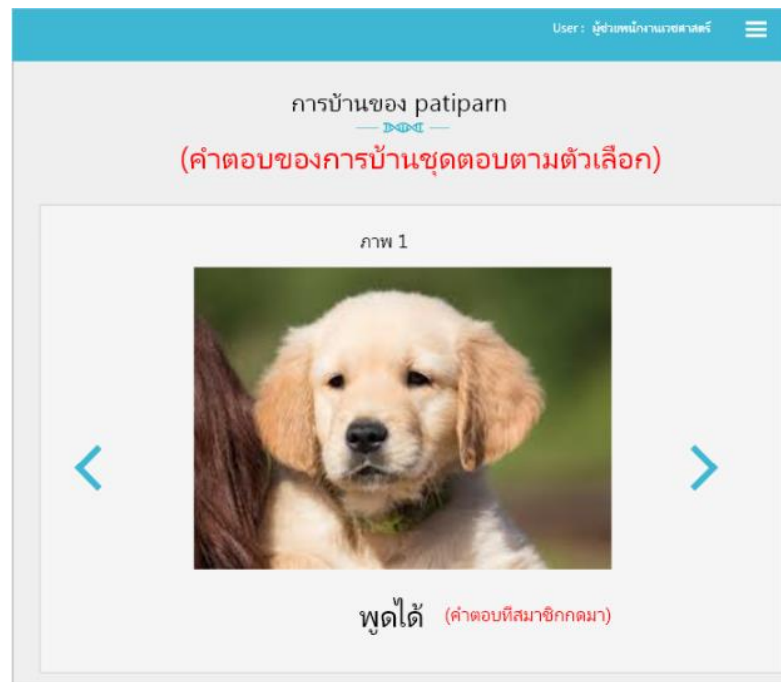 User : ผู้ช่วยพนักงานเวชศาสตร์
การบ้านของ patiparn
(คำตอบของการบ้านชุดตอบตามตัวเลือก)
ภาพ 1
พูดได้ (คำตอบที่สมาชิกกดมา)